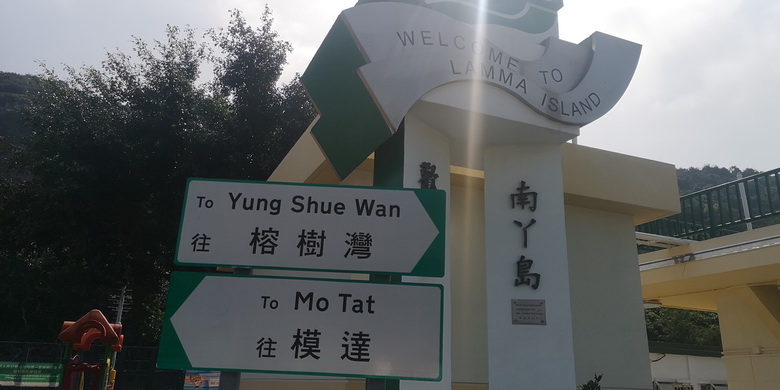 WELCOME TO
LAMMA ISLAND
南丫島
To Yung Shue Wan
往 榕樹灣
To Mo Tat
往 模達